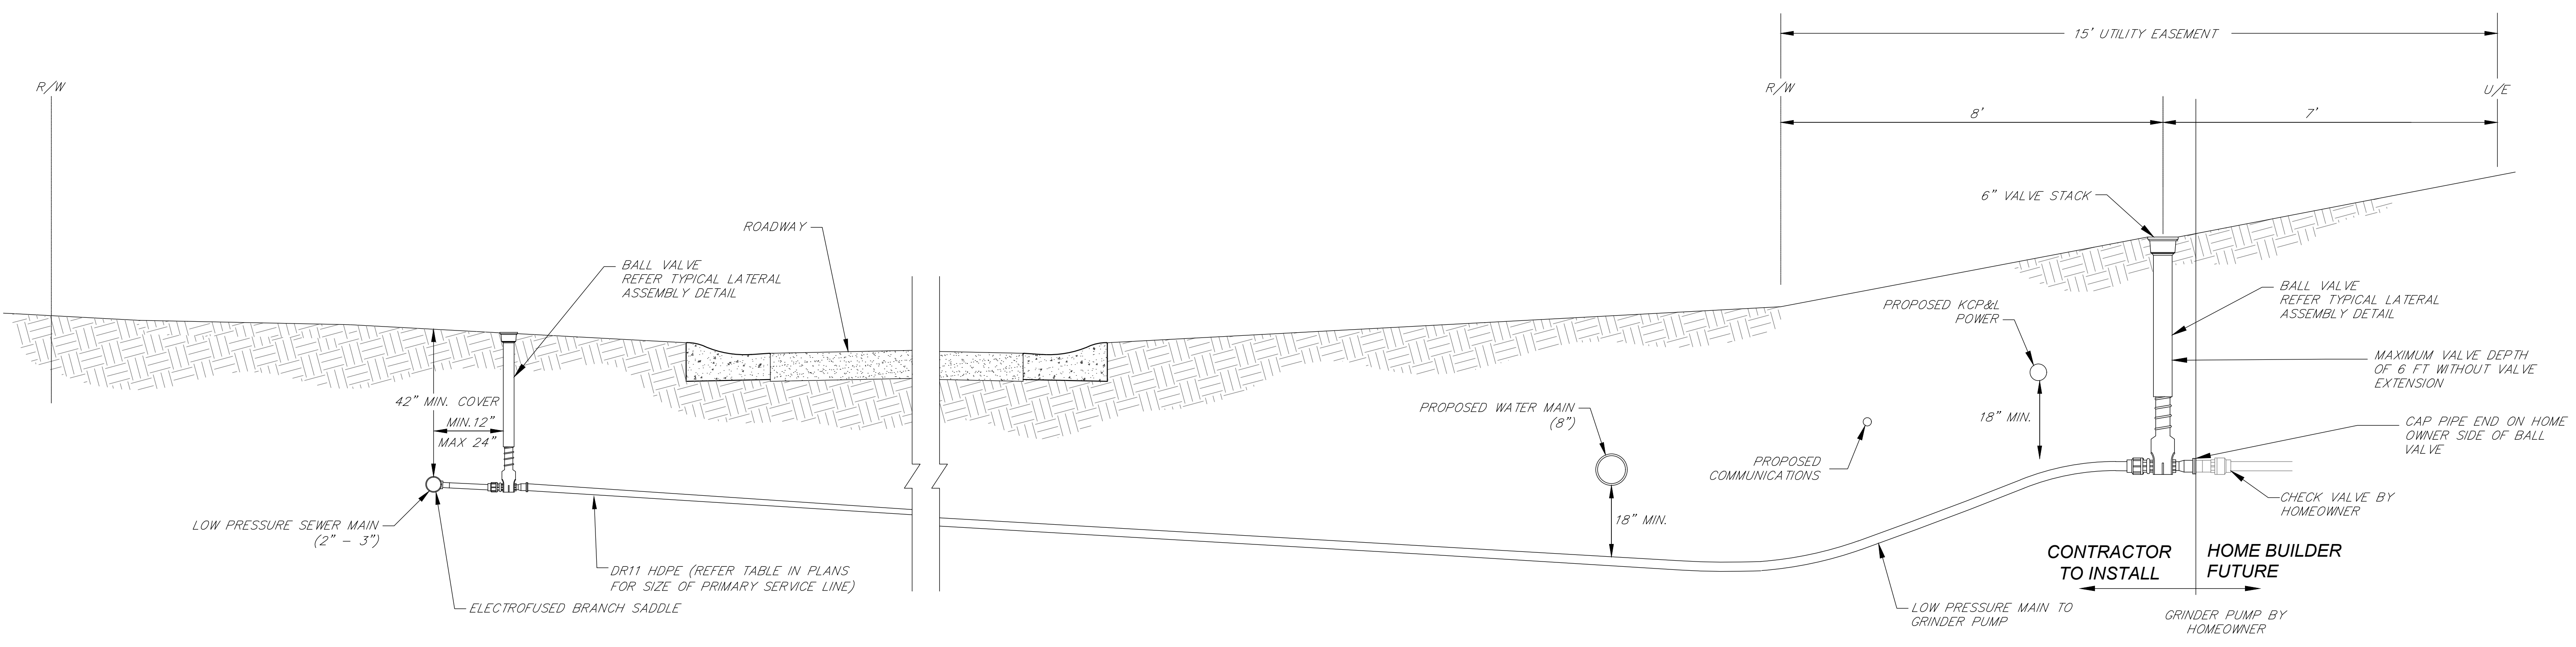 15' UTILITY EASEMENT
R/W
R/W
U/E
8'
7'
6" VALVE STACK
ROADWAY
BALL VALVE
REFER TYPICAL LATERAL
ASSEMBLY DETAIL
BALL VALVE
REFER TYPICAL LATERAL
ASSEMBLY DETAIL
PROPOSED KCP&L
POWER
MAXIMUM VALVE DEPTH
OF 6 FT WITHOUT VALVE
EXTENSION
42" MIN. COVER
MIN.12"
MAX 24"
PROPOSED WATER MAIN
(8")
18" MIN.
CAP PIPE END ON HOME
OWNER SIDE OF BALL
VALVE
PROPOSED
COMMUNICATIONS
CHECK VALVE BY
HOMEOWNER
LOW PRESSURE SEWER MAIN
(2" - 3")
18" MIN.
CONTRACTOR
TO INSTALL
HOME BUILDER
FUTURE
DR11 HDPE (REFER TABLE IN PLANS
FOR SIZE OF PRIMARY SERVICE LINE)
ELECTROFUSED BRANCH SADDLE
LOW PRESSURE MAIN TO
GRINDER PUMP
GRINDER PUMP BY
HOMEOWNER